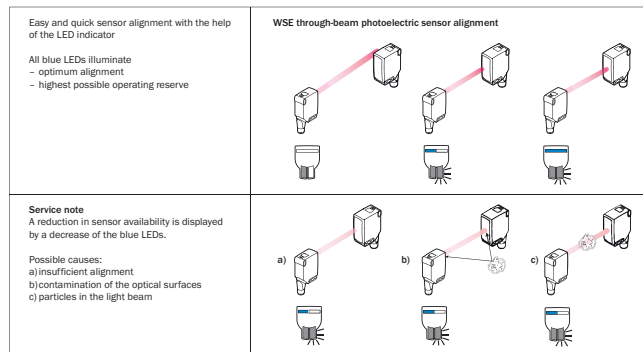 Easy and quick sensor alignment with the help
of the LED indicator
All blue LEDs illuminate
– optimum alignment
– highest possible operating reserve
WSE through-beam photoelectric sensor alignment
Service note
A reduction in sensor availability is displayed
by a decrease of the blue LEDs.
Possible causes:
a) insufficient alignment
b) contamination of the optical surfaces
c) particles in the light beam
a)
b)
c)